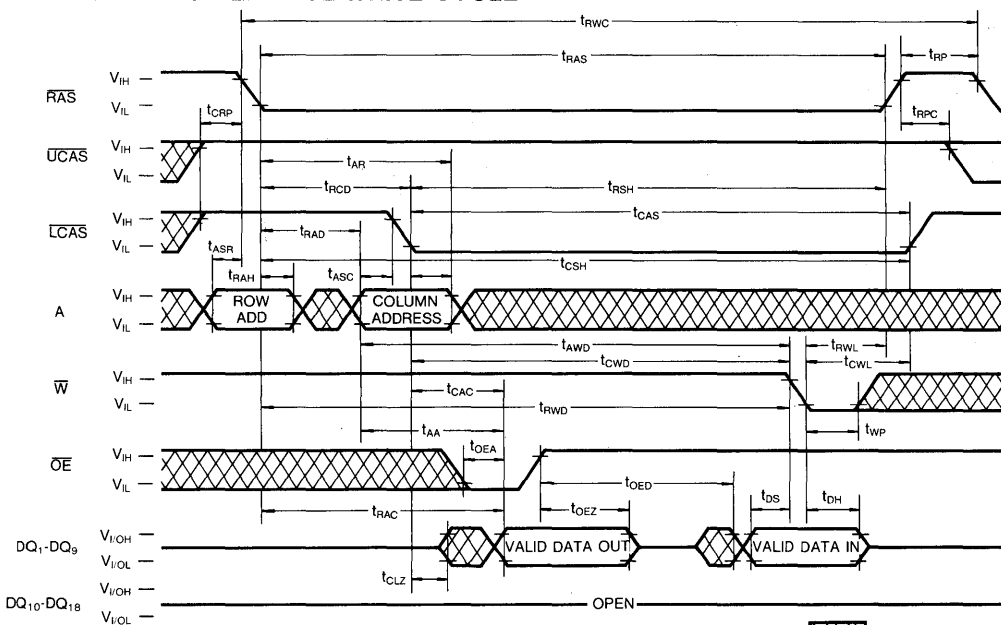 tRWC
tRAS
tRP
RAS
VIH
VIL
tCRP
tRPC
UCAS
VIH
VIL
tAR
tRCD
tRSH
LCAS
VIH
VIL
tCAS
tRAD
tASR
tCSH
tRAH
tASC
A
VIH
VIL
ROW ADD
COLUMN ADDRESS
tAWD
tRWL
tCWD
tCWL
W
VIH
VIL
tCAC
tRWD
tAA
tWP
OE
VIH
VIL
tOEA
tOED
tDS
tDH
tRAC
tOEZ
DQ1-DQ9
VI/OH
VI/OL
VALID DATA OUT
VALID DATA IN
tCLZ
DQ10-DQ18
VI/OH
VI/OL
OPEN